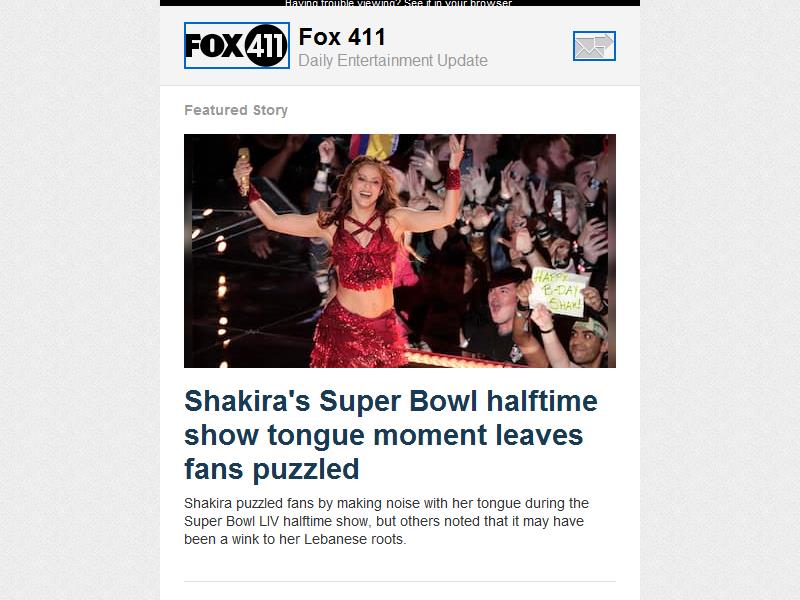 Having trouble viewing? See it in your browser
FOX 411
Fox 411
Daily Entertainment Update
Featured Story
HAPPY
B-DAY
SHAK!
Shakira's Super Bowl halftime
show tongue moment leaves
fans puzzled
Shakira puzzled fans by making noise with her tongue during the
Super Bowl LIV halftime show, but others noted that it may have
been a wink to her Lebanese roots.